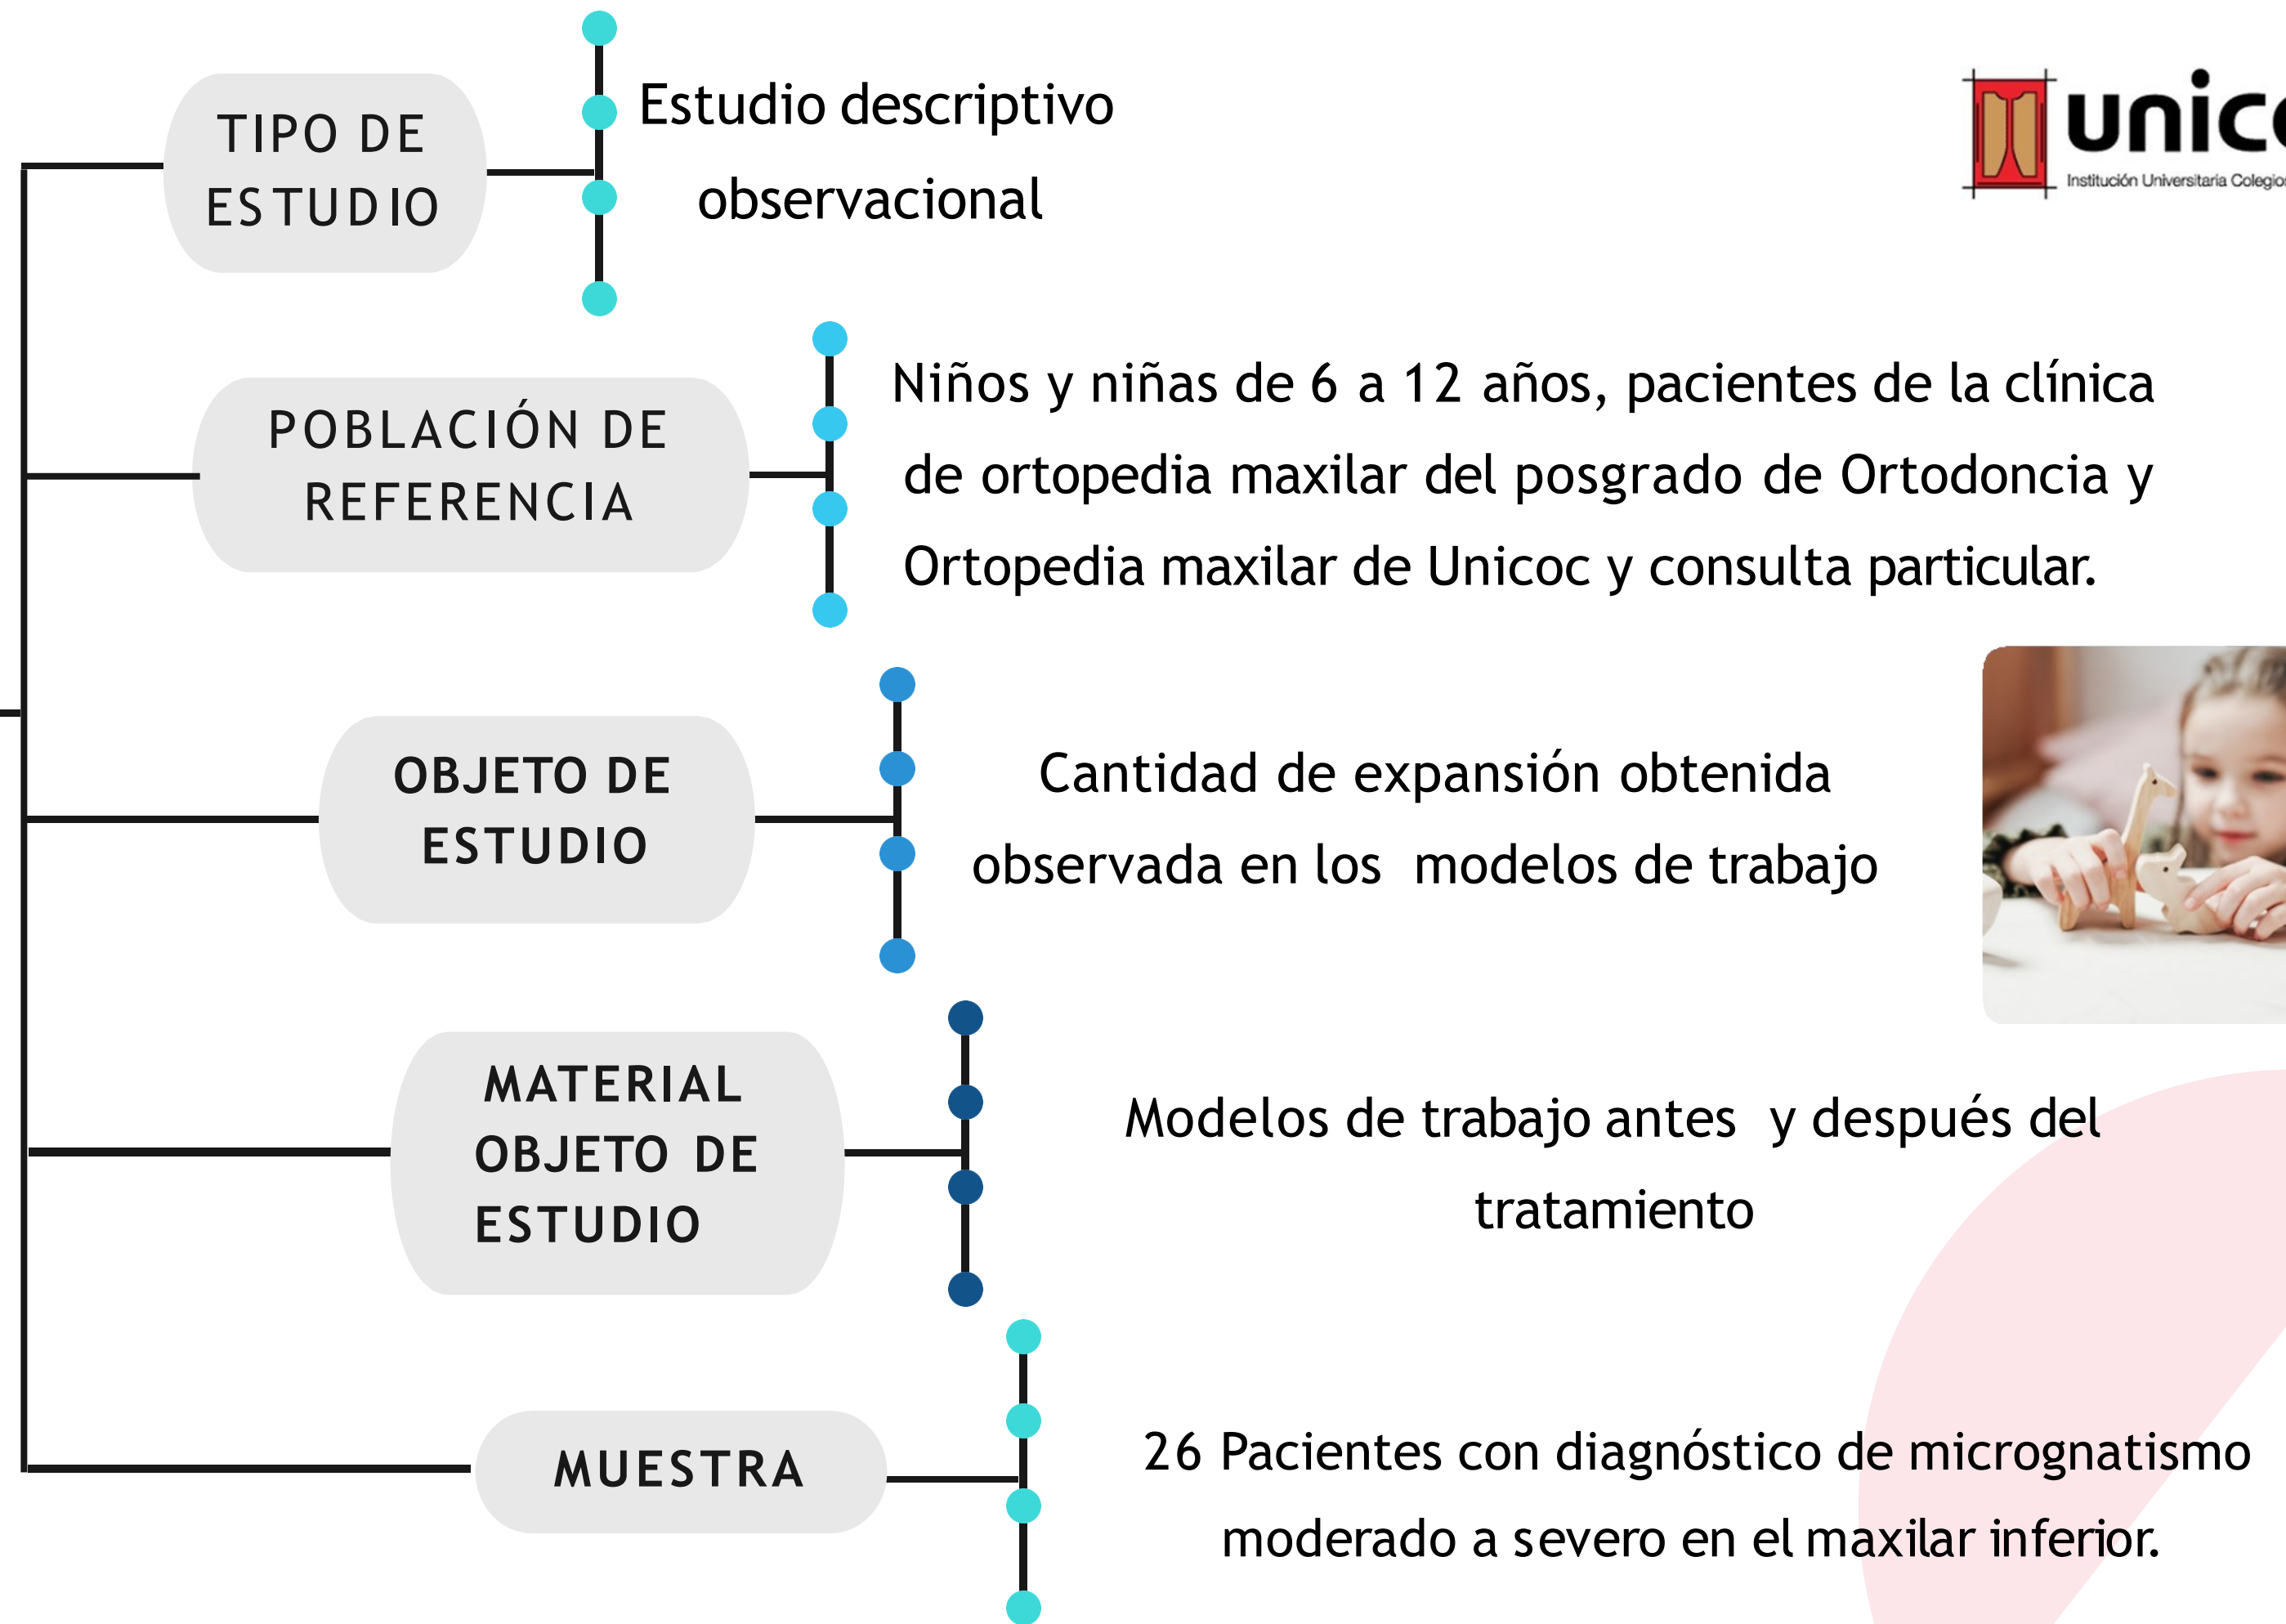 TIPO DE
ESTUDIO
Estudio descriptivo
observacional
Institución Universitaria
POBLACIÓN DE
REFERENCIA
Niños y niñas de 6 a 12 años, pacientes de la clínica
de ortopedia maxilar del posgrado de Ortodoncia y
Ortopedia maxilar de Unicoc y consulta particular.
OBJETO DE
ESTUDIO
Cantidad de expansión obtenida
observada en los modelos de trabajo
MATERIAL
OBJETO DE
ESTUDIO
Modelos de trabajo antes y después del
tratamiento
MUESTRA
26 Pacientes con diagnóstico de micrognatismo
moderado a severo en el maxilar inferior.